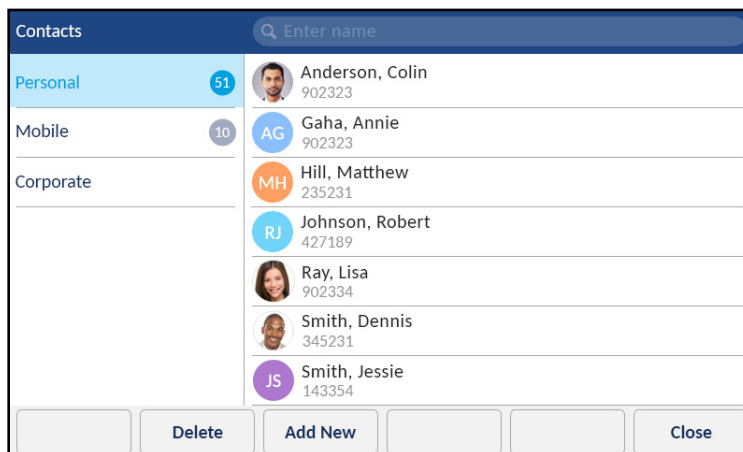 Contacts
Enter name
Personal 51
Mobile 10
Corporate
Anderson, Colin
902323
AG
Gaha, Annie
902323
MH
Hill, Matthew
235231
RJ
Johnson, Robert
427189
Ray, Lisa
902334
Smith, Dennis
345231
JS
Smith, Jessie
143354
Delete
Add New
Close